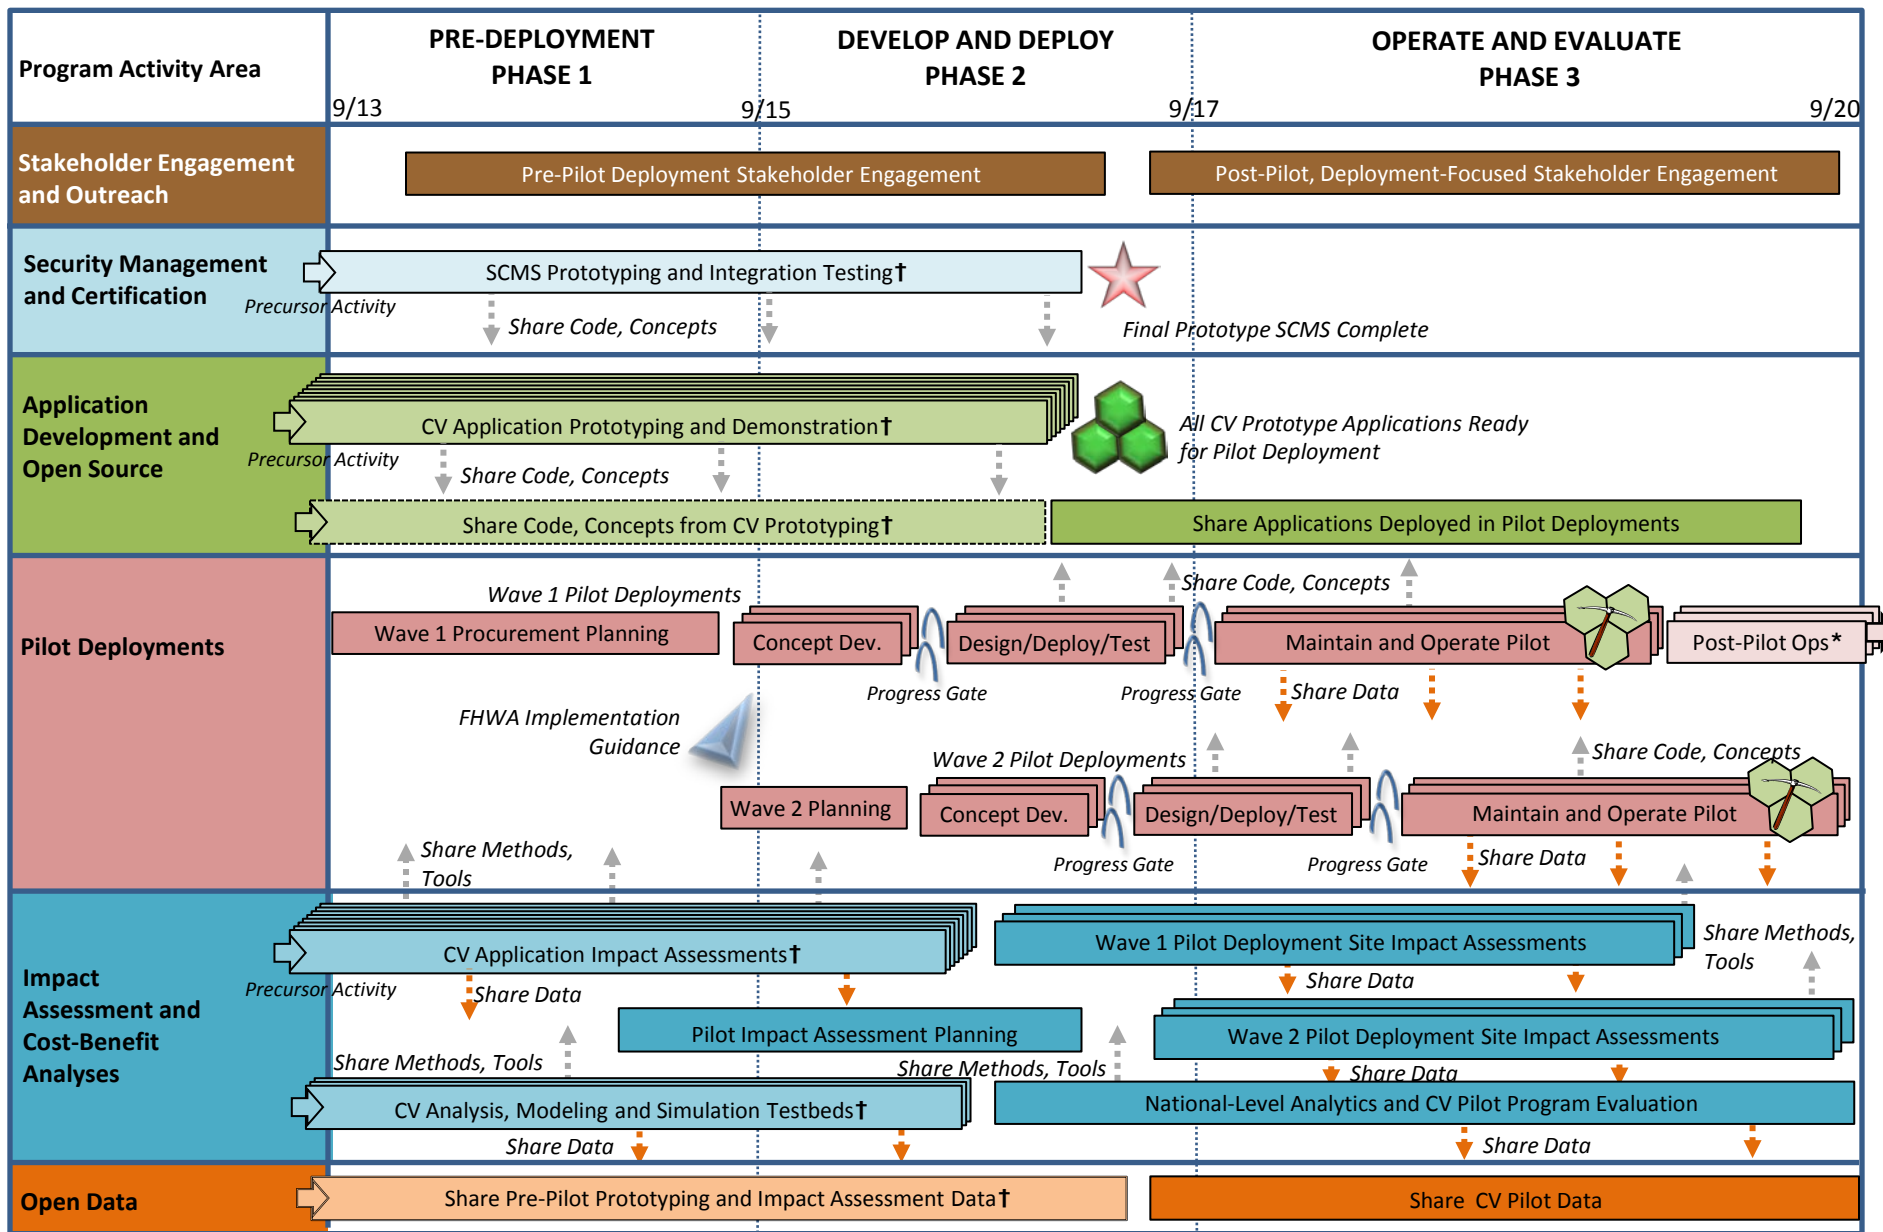 Program Activity Area
PRE-DEPLOYMENT
PHASE 1
DEVELOP AND DEPLOY
PHASE 2
OPERATE AND EVALUATE
PHASE 3
9/13
9/15
9/17
9/20
Stakeholder Engagement
and Outreach
Pre-Pilot Deployment Stakeholder Engagement
Post-Pilot, Deployment-Focused Stakeholder Engagement
Security Management
and Certification
SCMS Prototyping and Integration Testing†
Precursor Activity
Share Code, Concepts
Final Prototype SCMS Complete
Application
Development and
Open Source
CV Application Prototyping and Demonstration†
Precursor Activity
Share Code, Concepts
All CV Prototype Applications Ready
for Pilot Deployment
Share Code, Concepts from CV Prototyping†
Share Applications Deployed in Pilot Deployments
Pilot Deployments
Wave 1 Pilot Deployments
Share Code, Concepts
Wave 1 Procurement Planning
Concept Dev.
Design/Deploy/Test
Maintain and Operate Pilot
Post-Pilot Ops*
Progress Gate
Progress Gate
Share Data
FHWA Implementation
Guidance
Wave 2 Pilot Deployments
Share Code, Concepts
Wave 2 Planning
Concept Dev.
Design/Deploy/Test
Maintain and Operate Pilot
Progress Gate
Progress Gate
Share Data
Share Methods,
Tools
Impact
Assessment and
Cost-Benefit
Analyses
CV Application Impact Assessments†
Precursor Activity
Share Data
Wave 1 Pilot Deployment Site Impact Assessments
Share Methods,
Tools
Share Data
Pilot Impact Assessment Planning
Wave 2 Pilot Deployment Site Impact Assessments
Share Methods, Tools
Share Methods, Tools
Share Data
CV Analysis, Modeling and Simulation Testbeds†
National-Level Analytics and CV Pilot Program Evaluation
Share Data
Share Data
Open Data
Share Pre-Pilot Prototyping and Impact Assessment Data†
Share CV Pilot Data